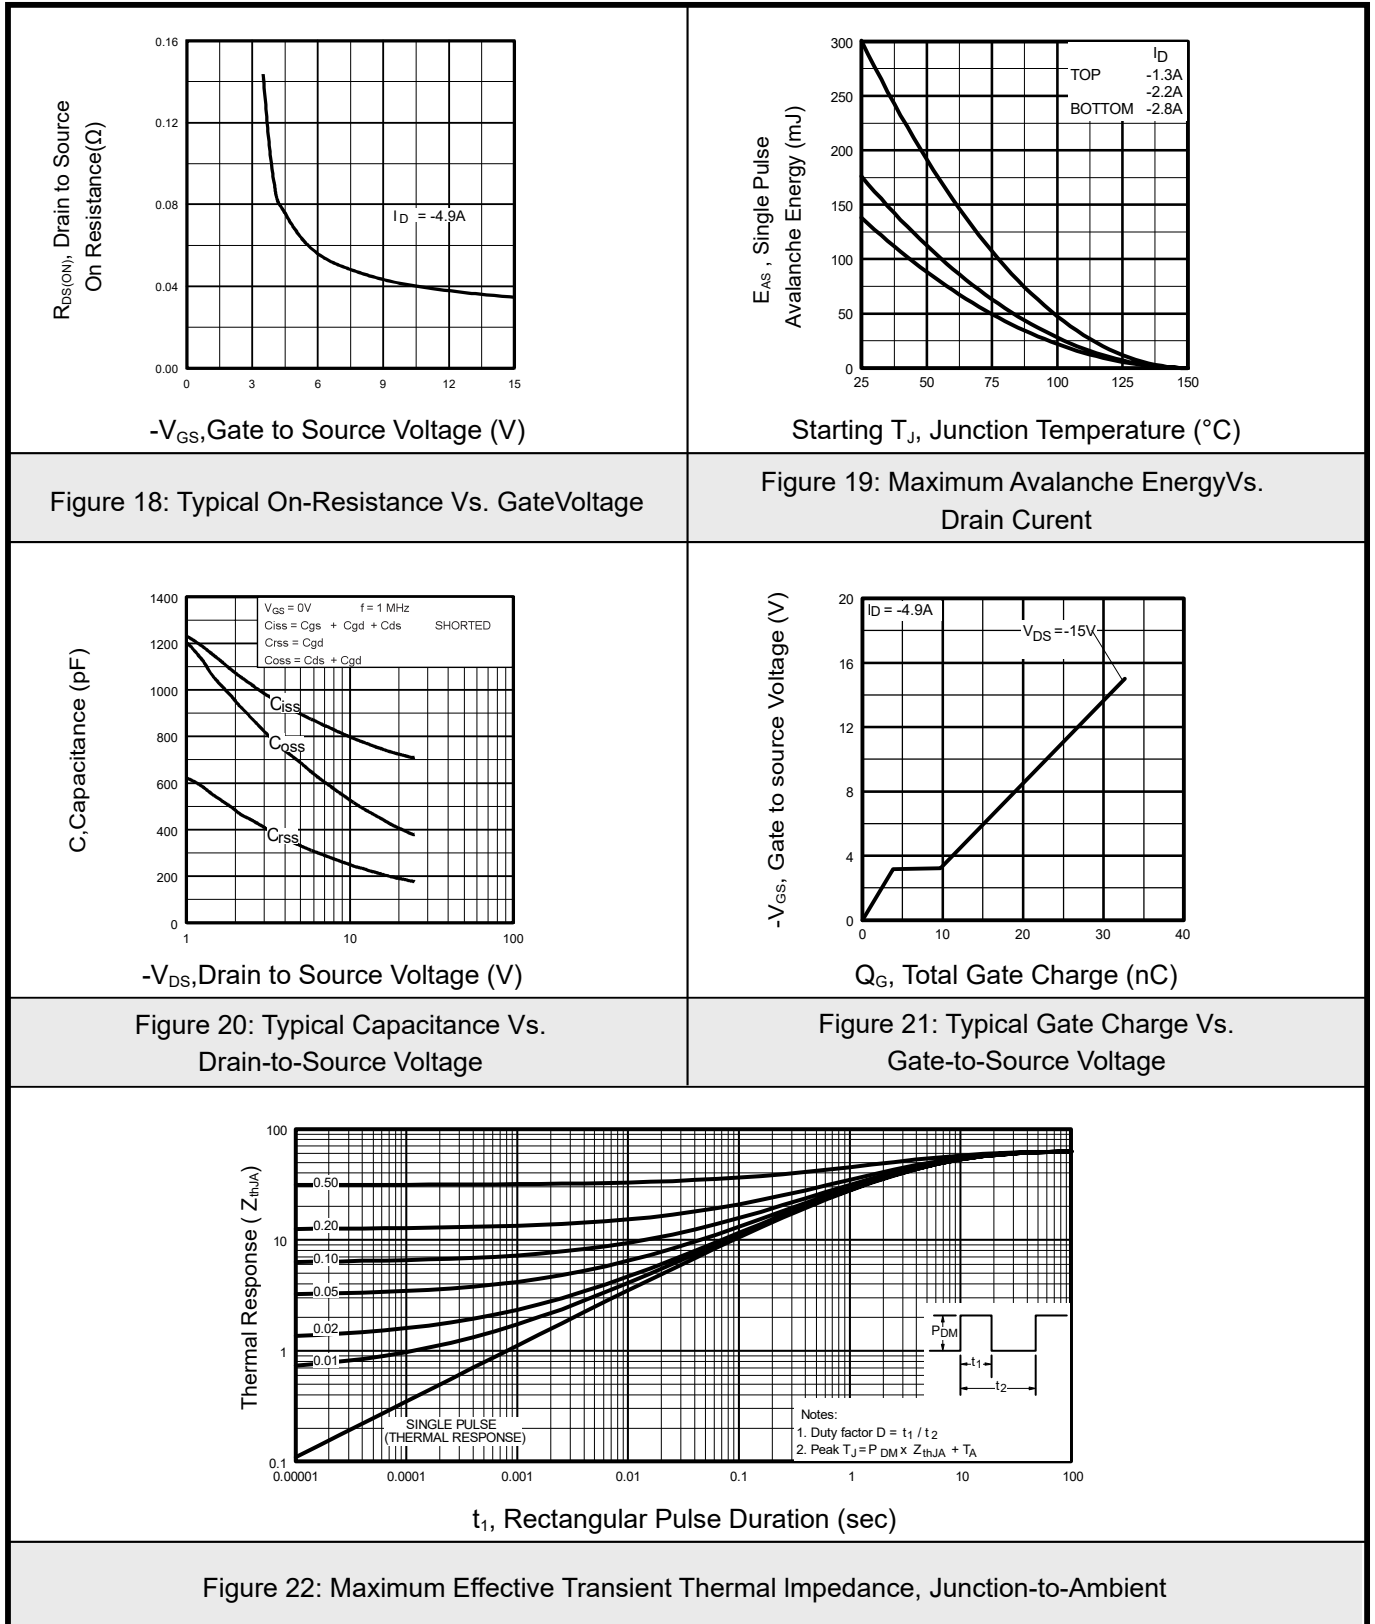 0.16
0.12
0.08
0.04
0.00
0 3 6 9 12 15
RDS(ON), Drain to Source
On Resistance(Ω)
ID = -4.9A
-VGS,Gate to Source Voltage (V)
Figure 18: Typical On-Resistance Vs. GateVoltage
300
250
200
150
100
50
0
25 50 75 100 125 150
EAS , Single Pulse
Avalanche Energy (mJ)
ID
TOP -1.3A
-2.2A
BOTTOM -2.8A
Starting TJ, Junction Temperature (°C)
Figure 19: Maximum Avalanche EnergyVs.
Drain Curent
1400
1200
1000
800
600
400
200
0
1 10 100
C,Capacitance (pF)
VGS = 0V f = 1 MHz
Ciss = Cgs + Cgd + Cds SHORTED
Crss = Cgd
Coss = Cds + Cgd
Ciss
Coss
Crss
-VDS,Drain to Source Voltage (V)
Figure 20: Typical Capacitance Vs.
Drain-to-Source Voltage
20
16
12
8
4
0
0 10 20 30 40
-VGS, Gate to source Voltage (V)
ID = -4.9A
VDS =-15V
QG, Total Gate Charge (nC)
Figure 21: Typical Gate Charge Vs.
Gate-to-Source Voltage
100
10
1
0.1
0.00001 0.0001 0.001 0.01 0.1 1 10 100
Thermal Response ( ZthJA)
0.50
0.20
0.10
0.05
0.02
0.01
SINGLE PULSE
(THERMAL RESPONSE)
PDM
t1
t2
Notes:
1. Duty factor D = t1 / t2
2. Peak TJ = PDM x ZthJA + TA
t1, Rectangular Pulse Duration (sec)
Figure 22: Maximum Effective Transient Thermal Impedance, Junction-to-Ambient